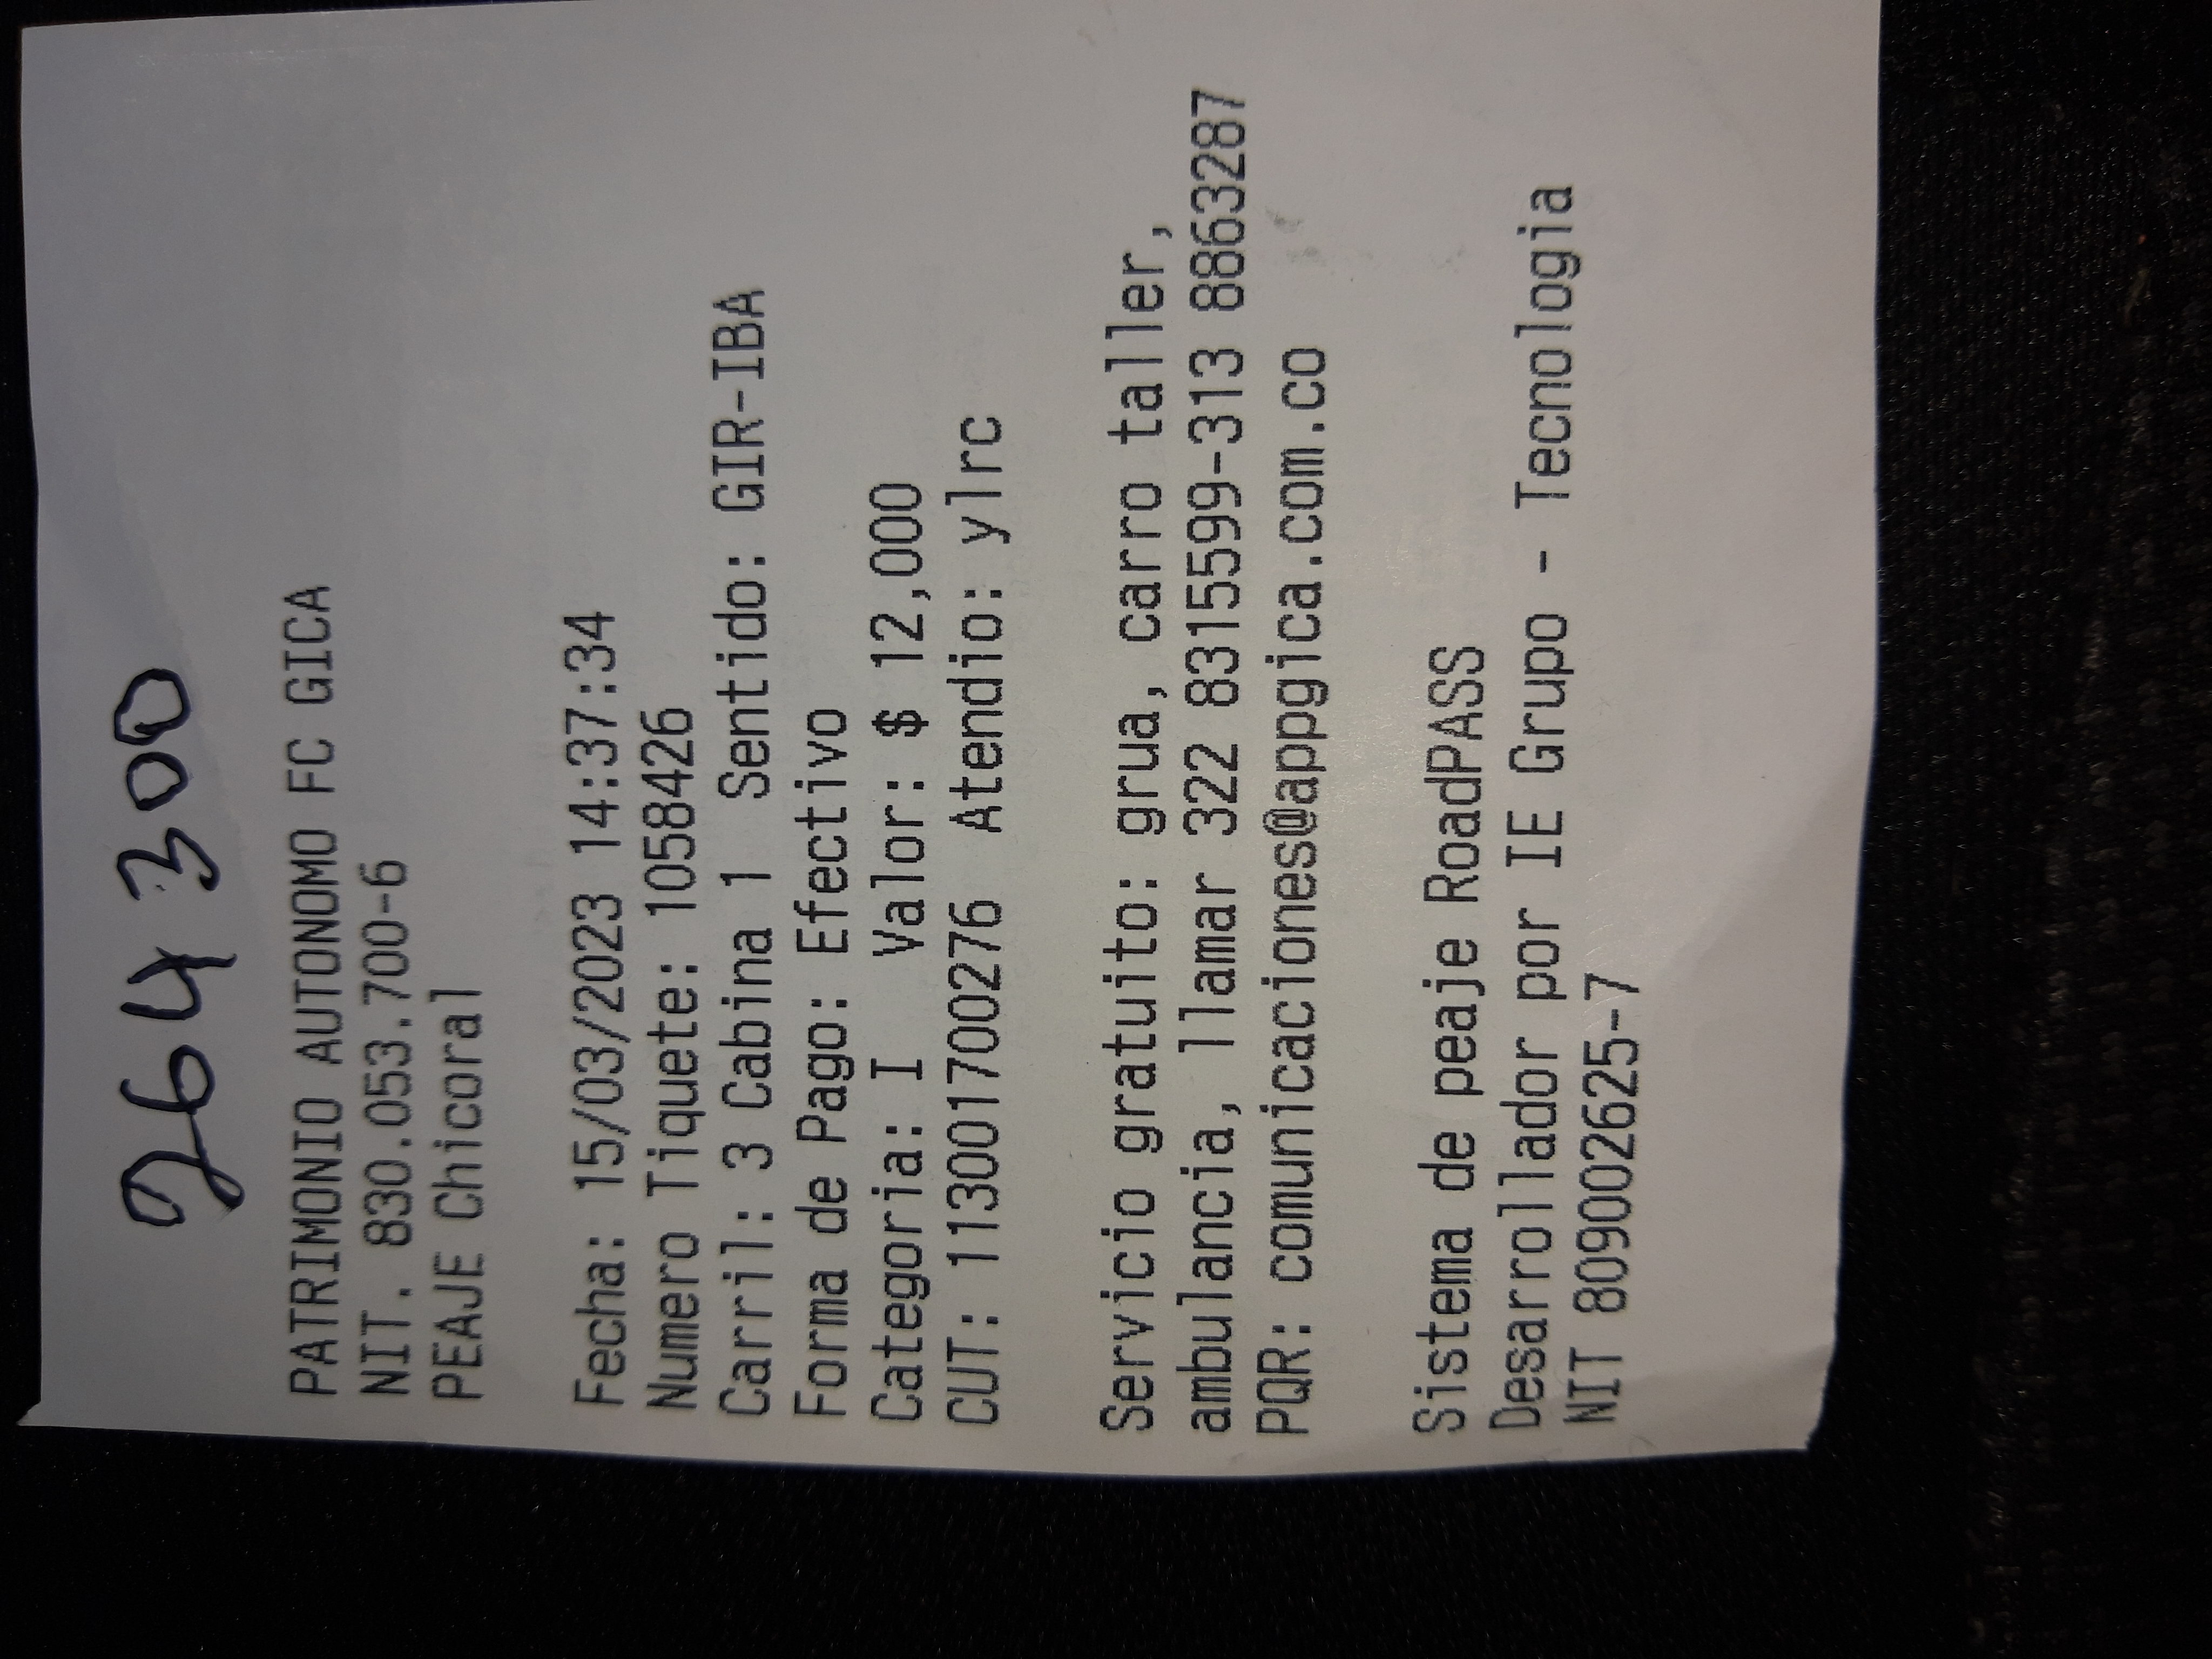 264 300
PATRIMONIO AUTONOMO FC GICA
NIT. 830.053.700-6
PEAJE Chicoral
Fecha: 15/03/2023 14:37:34
Numero Tiquete: 1058426
Carril: 3 Cabina 1 Sentido: GIR-IBA
Forma de Pago: Efectivo
Categoria: I Valor: $ 12,000
CUT: 113001700276 Atendio: ylrc
Servicio gratuito: grua, carro taller,
ambulancia, llamar 322 8315599-313 8863287
PQR: comunicaciones@appgica.com.co
Sistema de peaje RoadPASS
Desarrollador por IE Grupo - Tecnologia
NIT 809002625-7